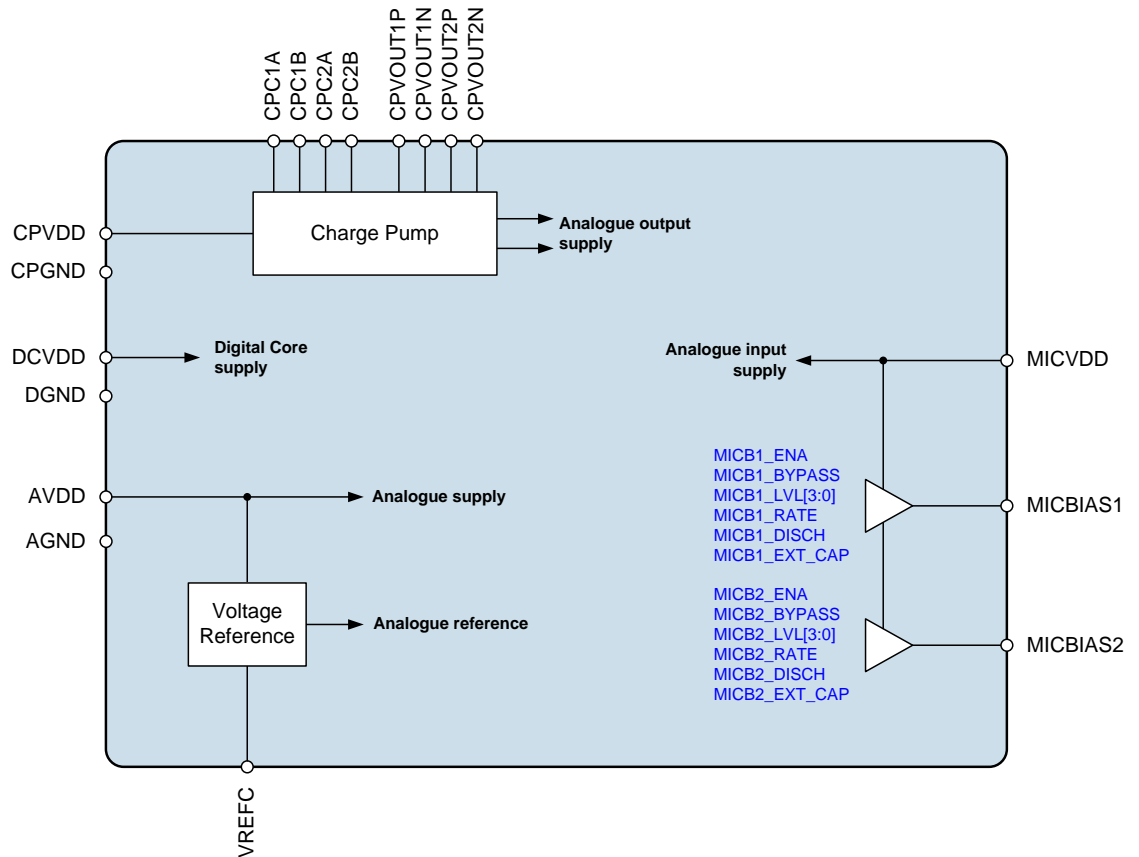 CPC1A
CPC1B
CPC2A
CPC2B
CPVOUT1P
CPVOUT1N
CPVOUT2P
CPVOUT2N
CPVDD
CPGND
Charge Pump
Analogue output
supply
DCVDD
DGND
Digital Core
supply
Analogue input
supply
MICVDD
AVDD
AGND
Analogue supply
MICB1_ENA
MICB1_BYPASS
MICB1_LVL[3:0]
MICB1_RATE
MICB1_DISCH
MICB1_EXT_CAP
MICBIAS1
Voltage
Reference
Analogue reference
MICB2_ENA
MICB2_BYPASS
MICB2_LVL[3:0]
MICB2_RATE
MICB2_DISCH
MICB2_EXT_CAP
MICBIAS2
VREFC